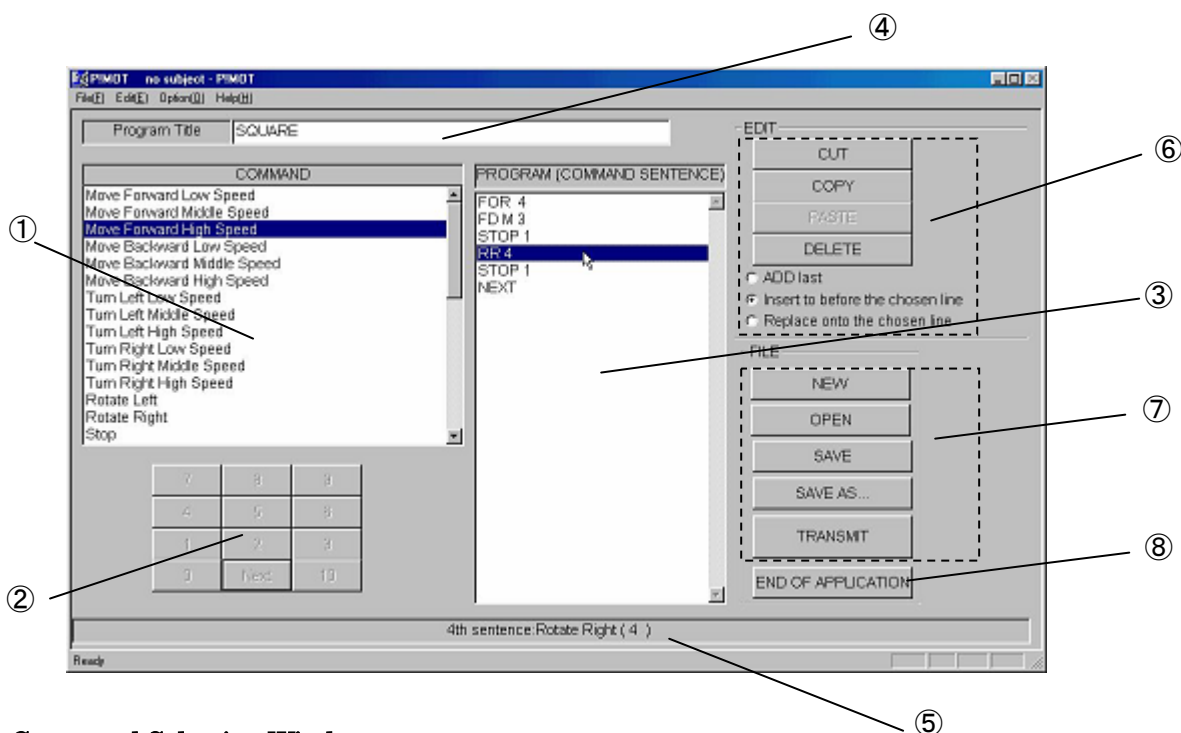 ④
PIMOT no subject - PIMOT
File(F) Edit(E) Option(O) Help(H)
Program Title SQUARE
COMMAND
Move Forward Low Speed
Move Forward Middle Speed
Move Forward High Speed
Move Backward Low Speed
Move Backward Middle Speed
Move Backward High Speed
Turn Left Low Speed
Turn Left Middle Speed
Turn Left High Speed
Turn Right Low Speed
Turn Right Middle Speed
Turn Right High Speed
Rotate Left
Rotate Right
Stop
①
7 8 9
4 5 6
1 2 3
0 Next 10
②
PROGRAM (COMMAND SENTENCE)
FOR 4
FD M 3
STOP 1
RR 4
STOP 1
NEXT
EDIT
CUT
COPY
PASTE
DELETE
ADD last
Insert to before the chosen line
Replace onto the chosen line
⑥
③
FILE
NEW
OPEN
SAVE
SAVE AS...
TRANSMIT
⑦
END OF APPLICATION
⑧
4th sentence:Rotate Right ( 4 )
Ready
⑤